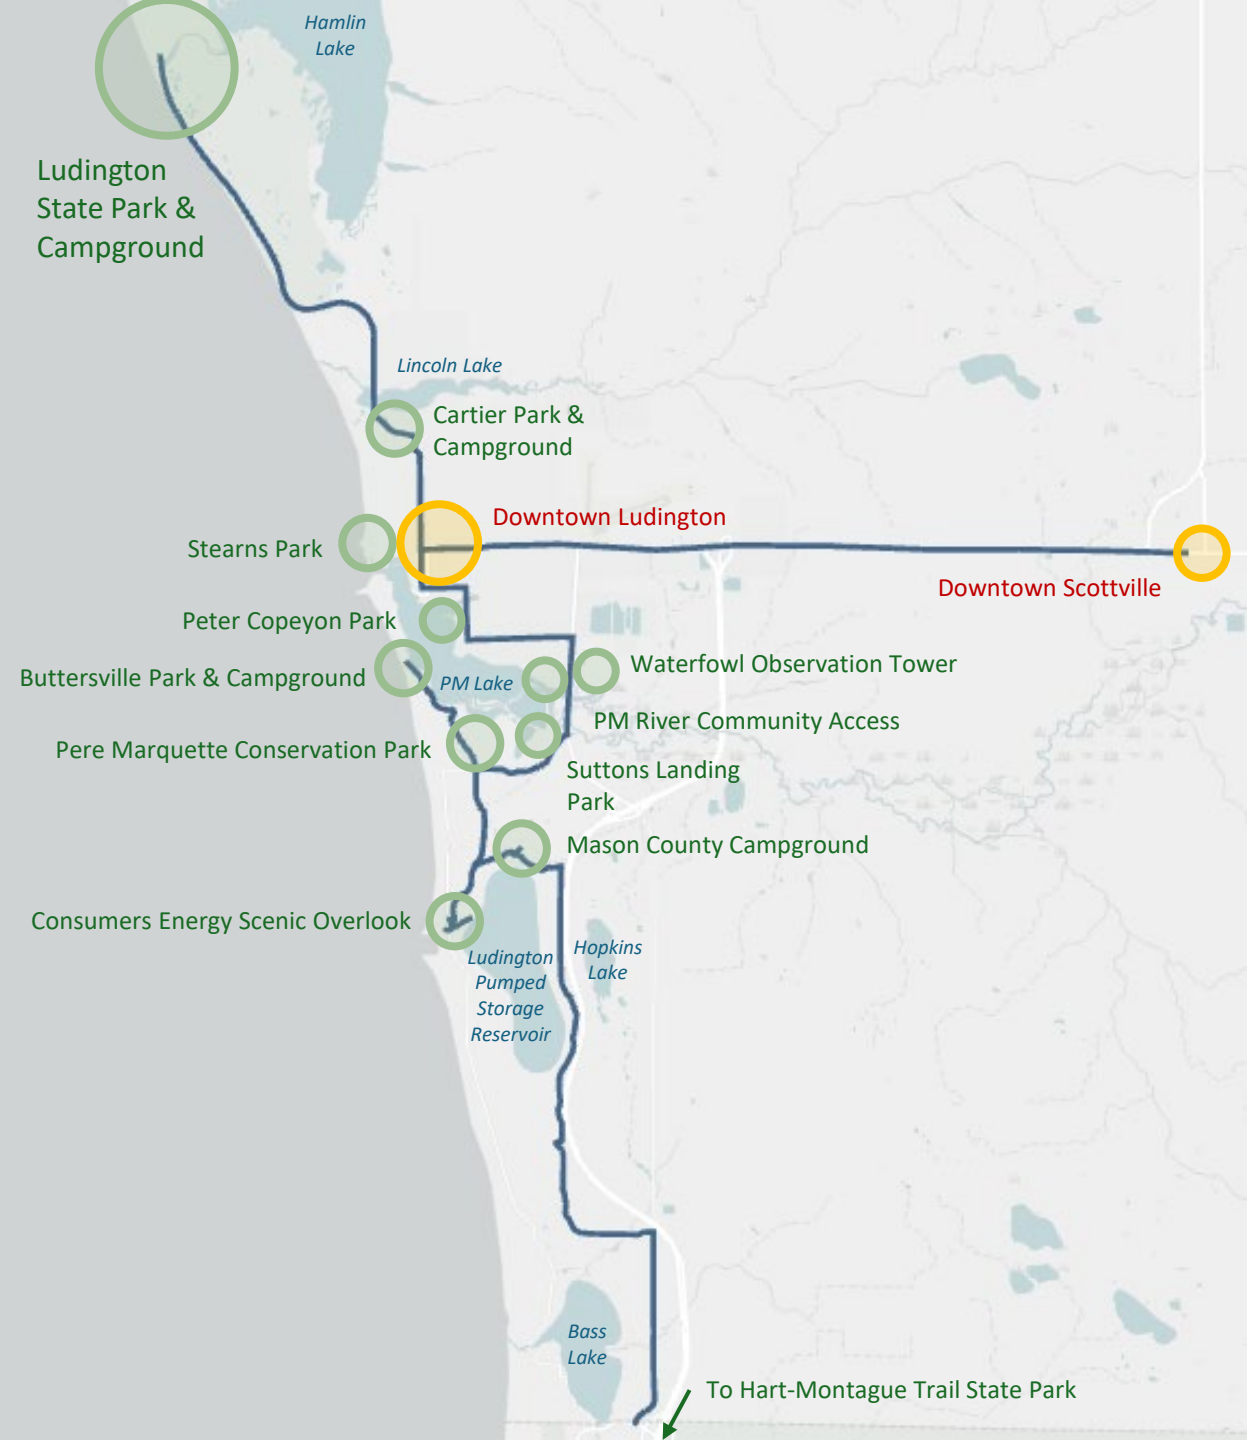 Hamlin
Lake
Ludington
State Park &
Campground
Lincoln Lake
Cartier Park &
Campground
Downtown Ludington
Stearns Park
Downtown Scottville
Peter Copeyon Park
Waterfowl Observation Tower
Buttersville Park & Campground
PM Lake
PM River Community Access
Pere Marquette Conservation Park
Suttons Landing
Park
Mason County Campground
Consumers Energy Scenic Overlook
Ludington
Pumped
Storage
Reservoir
Hopkins
Lake
Bass
Lake
To Hart-Montague Trail State Park